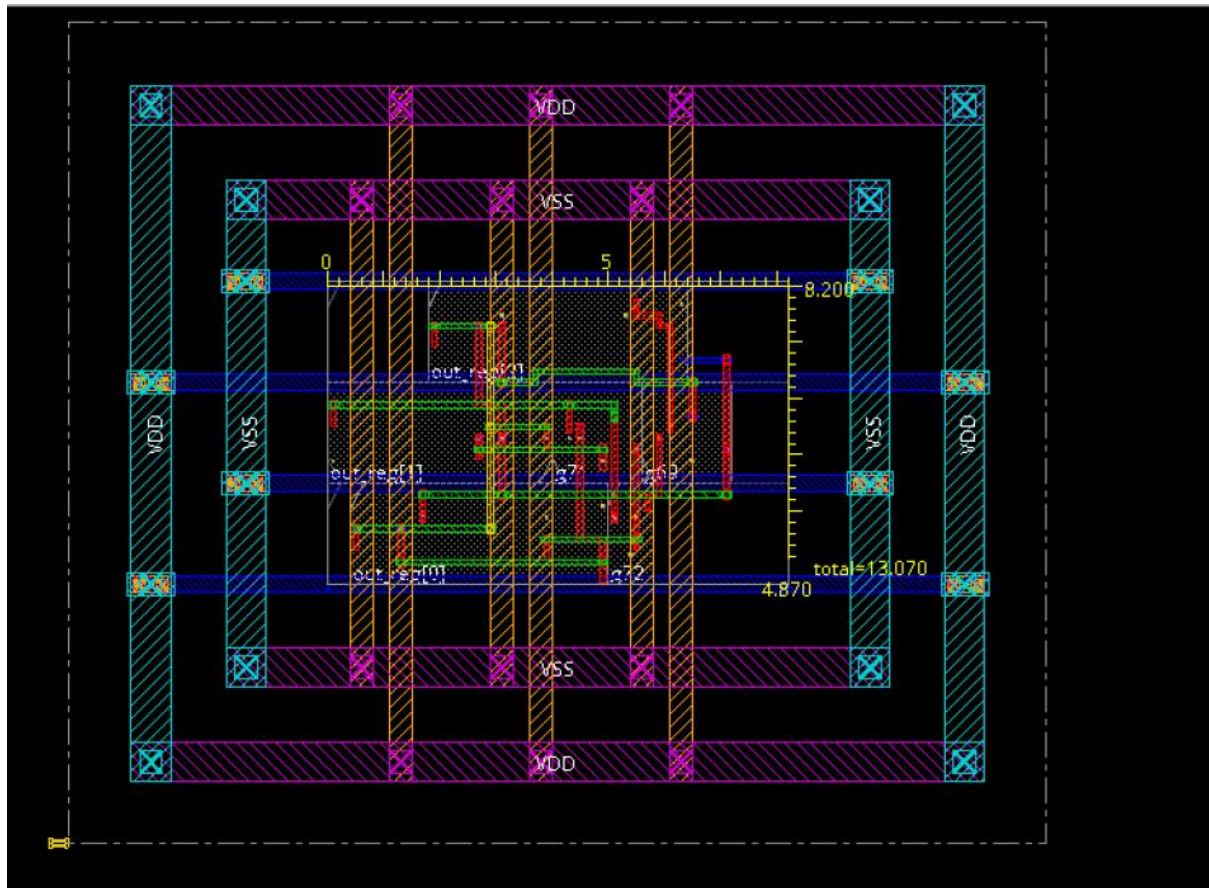 VDD
VSS
0 5
8.200
out_reg[2]
VDD VSS VSS VDD
out_reg[1] g7 g69
out_reg[0] g72
total=13.070
4.870
VSS
VDD